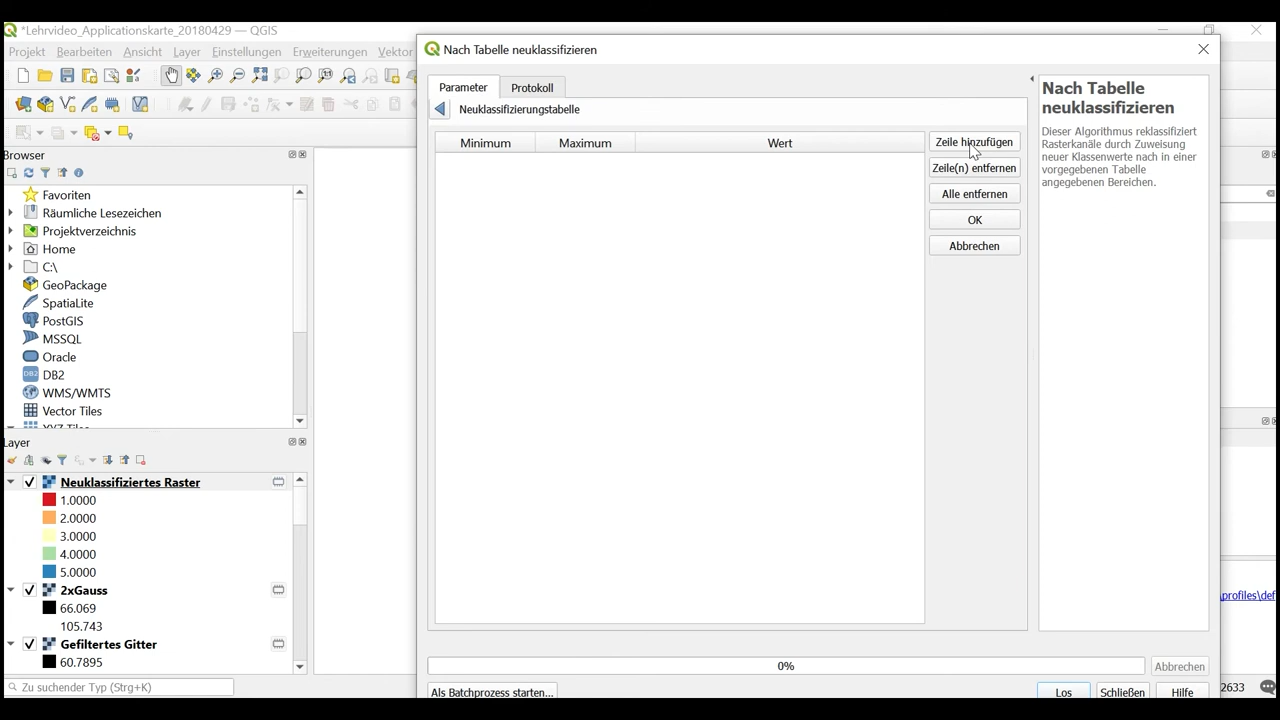 *Lehrvideo_Applicationskarte_20180429 — QGIS
Projekt Bearbeiten Ansicht Layer Einstellungen Erweiterungen Vektor
Browser
Favoriten
Räumliche Lesezeichen
Projektverzeichnis
Home
C:\
GeoPackage
SpatiaLite
PostGIS
MSSQL
Oracle
DB2
WMS/WMTS
Vector Tiles
XYZ Tiles
Layer
Neuklassifiziertes Raster
1.0000
2.0000
3.0000
4.0000
5.0000
2xGauss
66.069
105.743
Gefiltertes Gitter
60.7895
Zu suchender Typ (Strg+K)
Nach Tabelle neuklassifizieren
Parameter Protokoll
Neuklassifizierungstabelle
Minimum Maximum Wert
Zeile hinzufügen
Zeile(n) entfernen
Alle entfernen
OK
Abbrechen
Nach Tabelle
neuklassifizieren
Dieser Algorithmus reklassifiziert
Rasterkanäle durch Zuweisung
neuer Klassenwerte nach in einer
vorgegebenen Tabelle
angegebenen Bereichen.
0%
Abbrechen
Als Batchprozess starten...
Los Schließen Hilfe
\profiles\def
2633